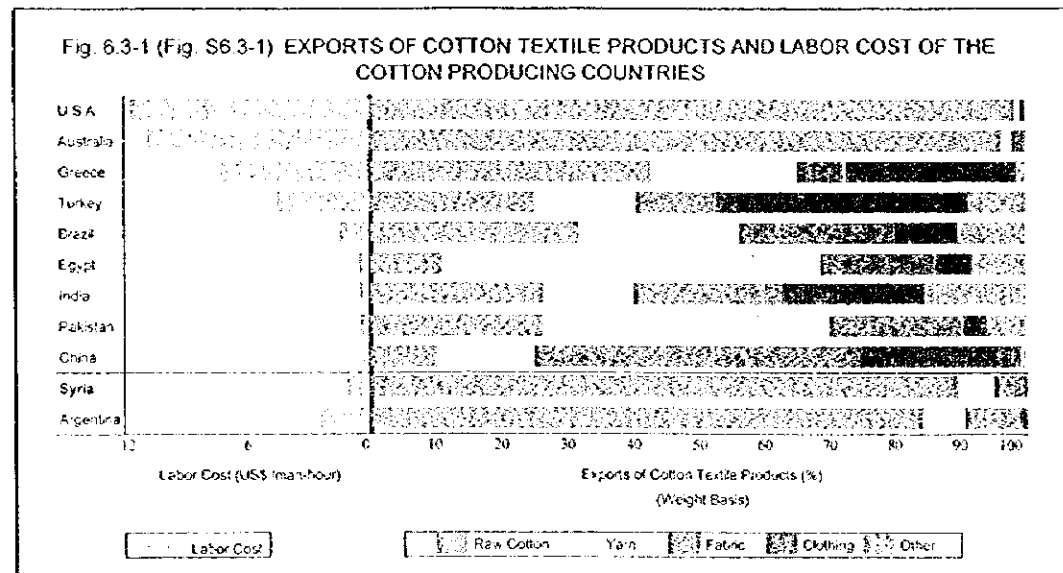 Fig. 6.3-1 (Fig. S6.3-1) EXPORTS OF COTTON TEXTILE PRODUCTS AND LABOR COST OF THE
COTTON PRODUCING COUNTRIES
USA
Australia
Greece
Turkey
Brazil
Egypt
India
Pakistan
China
Syria
Argentina
12 6 0 10 20 30 40 50 60 70 80 90 100
Labor Cost (US$ /man-hour) Exports of Cotton Textile Products (%)
(Weight Basis)
Labor Cost Raw Cotton Yarn Fabric Clothing Other